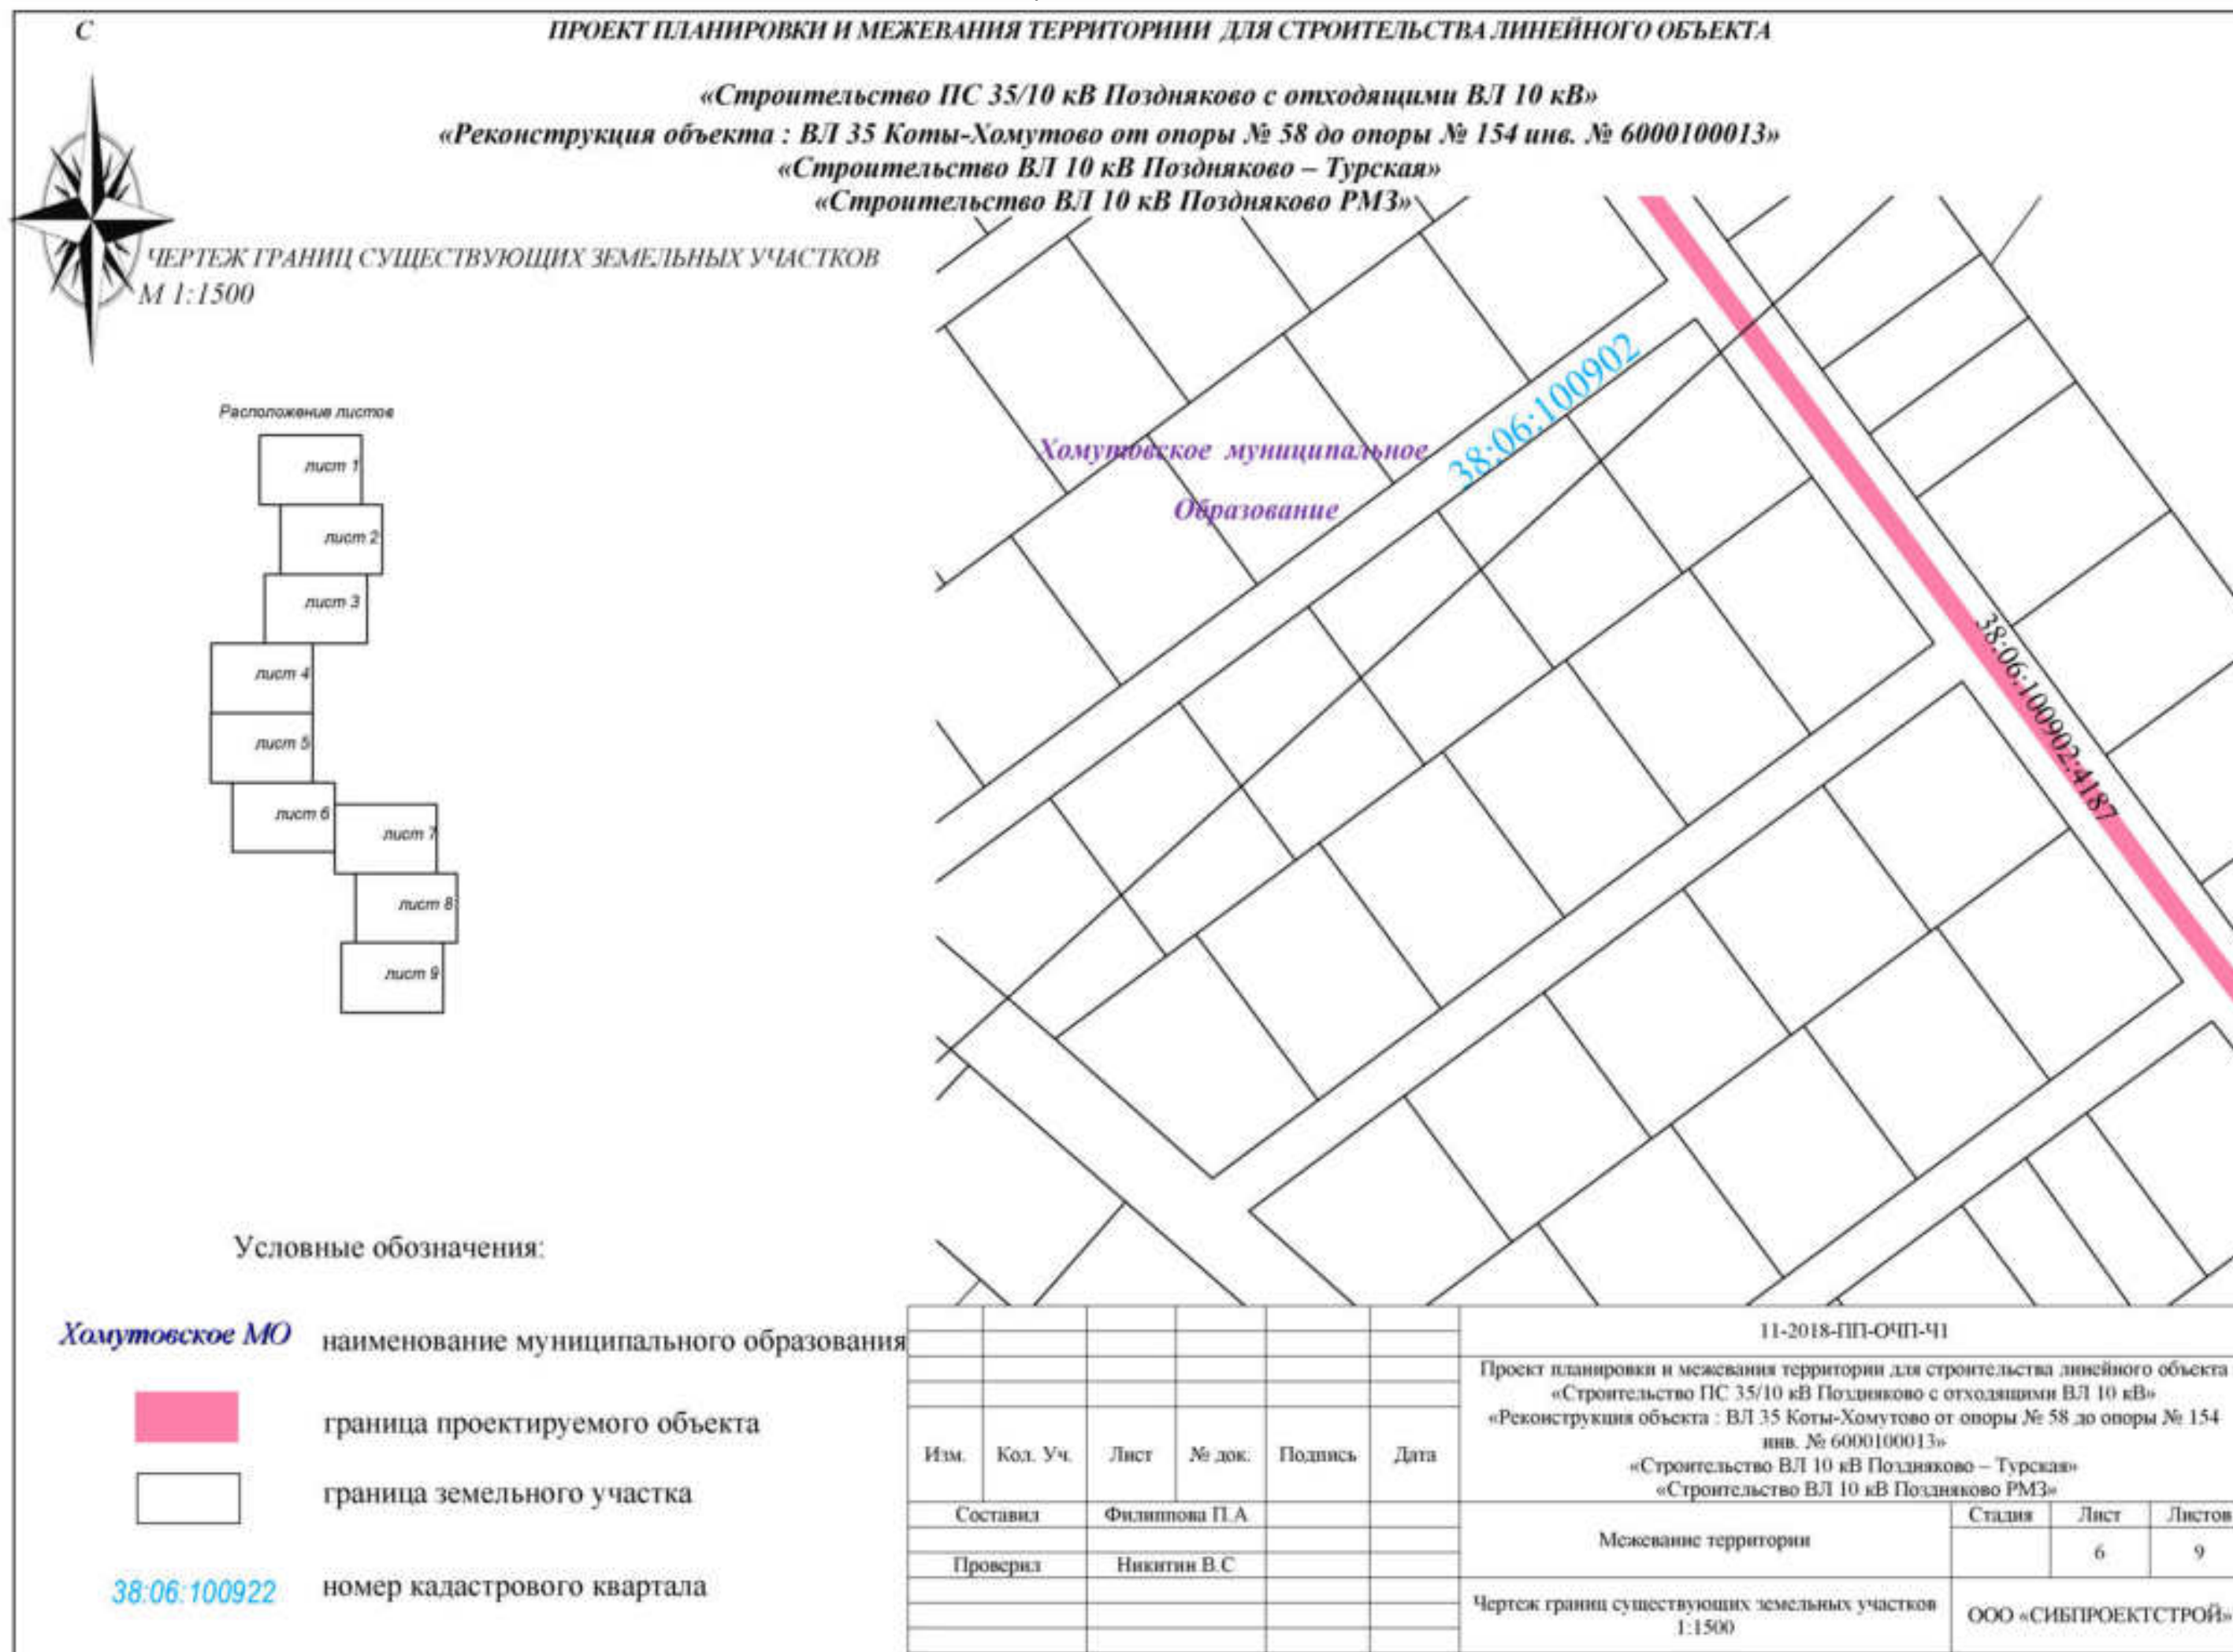 С
ПРОЕКТ ПЛАНИРОВКИ И МЕЖЕВАНИЯ ТЕРРИТОРИИИ ДЛЯ СТРОИТЕЛЬСТВА ЛИНЕЙНОГО ОБЪЕКТА
«Строительство ПС 35/10 кВ Поздняково с отходящими ВЛ 10 кВ»
«Реконструкция объекта : ВЛ 35 Коты-Хомутово от опоры № 58 до опоры № 154 инв. № 6000100013»
«Строительство ВЛ 10 кВ Поздняково – Турская»
«Строительство ВЛ 10 кВ Поздняково РМЗ»
ЧЕРТЕЖ ГРАНИЦ СУЩЕСТВУЮЩИХ ЗЕМЕЛЬНЫХ УЧАСТКОВ
М 1:1500
Расположение листов
лист 1
лист 2
лист 3
лист 4
лист 5
лист 6
лист 7
лист 8
лист 9
Хомутовское муниципальное
Образование
38:06:100902
38:06:100902:4187
Условные обозначения:
Хомутовское МО наименование муниципального образования
граница проектируемого объекта
граница земельного участка
38:06:100922 номер кадастрового квартала
11-2018-ПП-ОЧП-Ч1
Проект планировки и межевания территории для строительства линейного объекта
«Строительство ПС 35/10 кВ Поздняково с отходящими ВЛ 10 кВ»
«Реконструкция объекта : ВЛ 35 Коты-Хомутово от опоры № 58 до опоры № 154
инв. № 6000100013»
«Строительство ВЛ 10 кВ Поздняково – Турская»
«Строительство ВЛ 10 кВ Поздняково РМЗ»
Изм. Кол. Уч. Лист № док. Подпись Дата
Составил Филиппова П.А
Проверил Никитин В.С
Межевание территории
Стадия Лист Листов
6 9
Чертеж границ существующих земельных участков
1:1500
ООО «СИБПРОЕКТСТРОЙ»